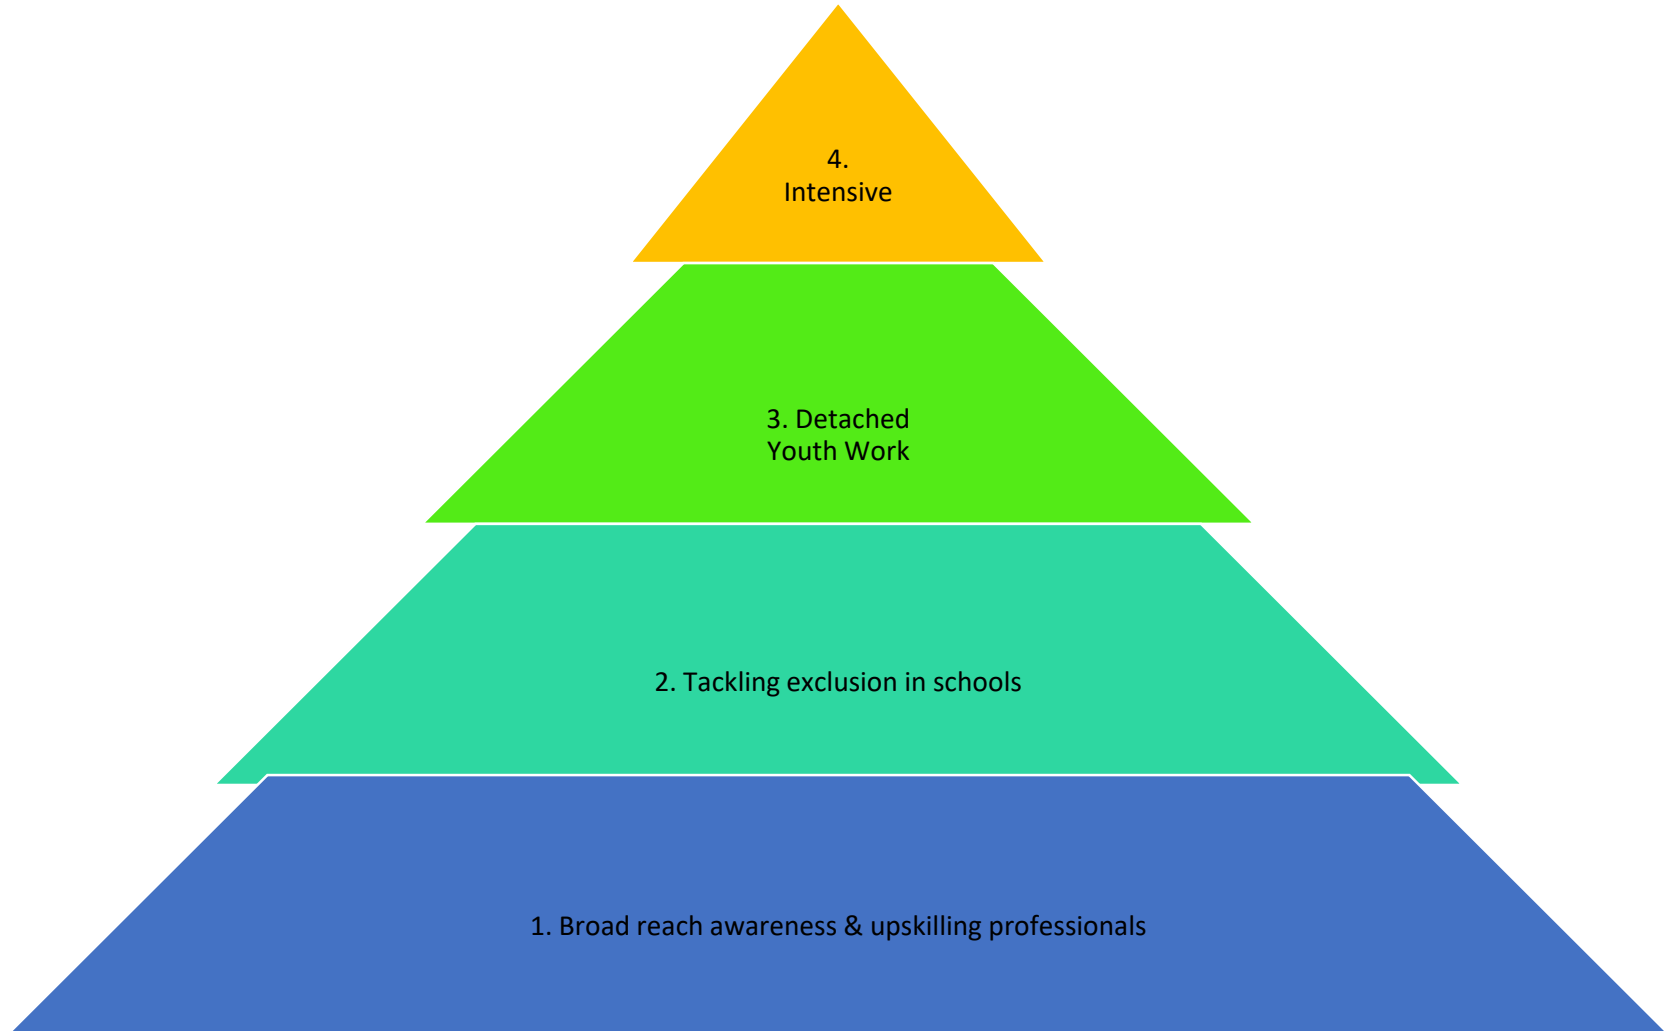 4.
Intensive
3. Detached
Youth Work
2. Tackling exclusion in schools
1. Broad reach awareness & upskilling professionals